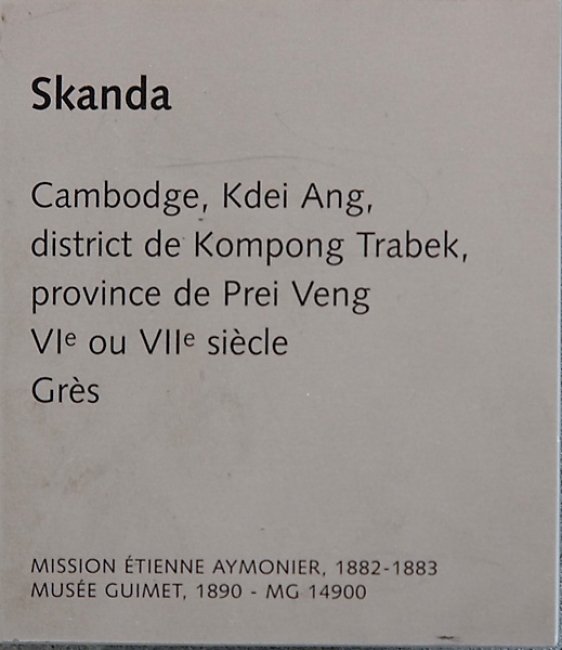 Skanda
Cambodge, Kdei Ang,
district de Kompong Trabek,
province de Prei Veng
VIe ou VIIe siècle
Grès
MISSION ÉTIENNE AYMONIER, 1882-1883
MUSÉE GUIMET, 1890 - MG 14900